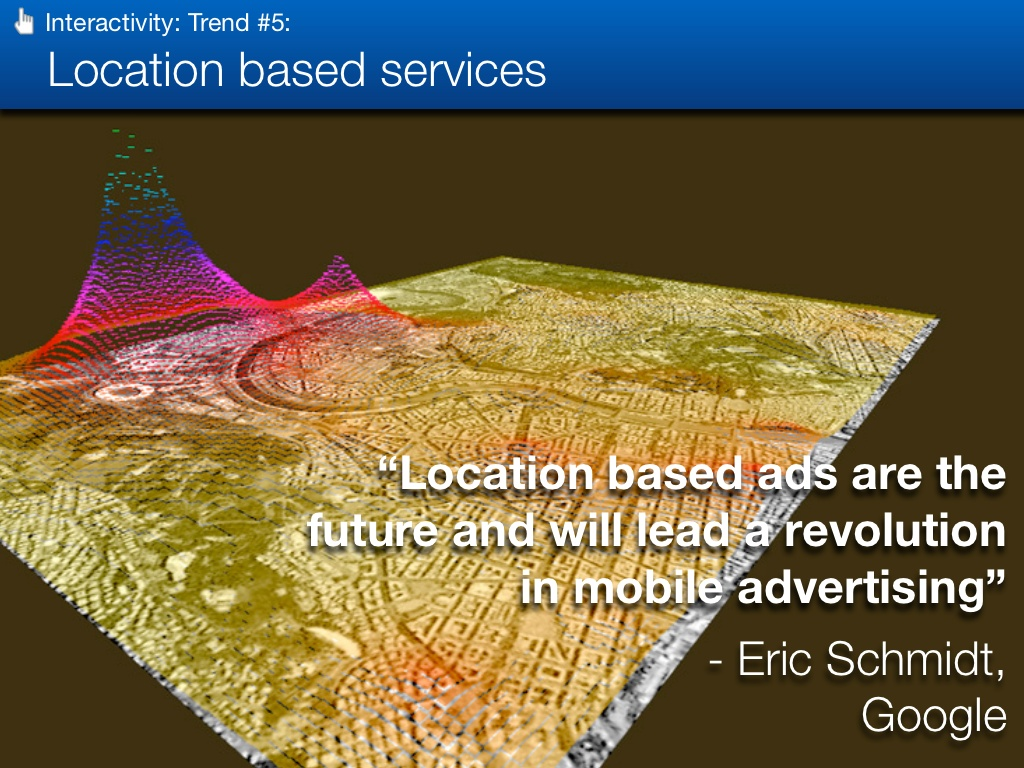 Interactivity: Trend #5:
Location based services
“Location based ads are the
future and will lead a revolution
in mobile advertising”
- Eric Schmidt,
Google